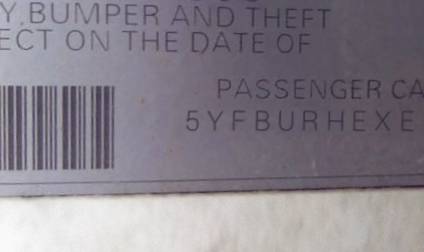 Y, BUMPER AND THEFT
ECT ON THE DATE OF
PASSENGER CA
5YFBURHEXE